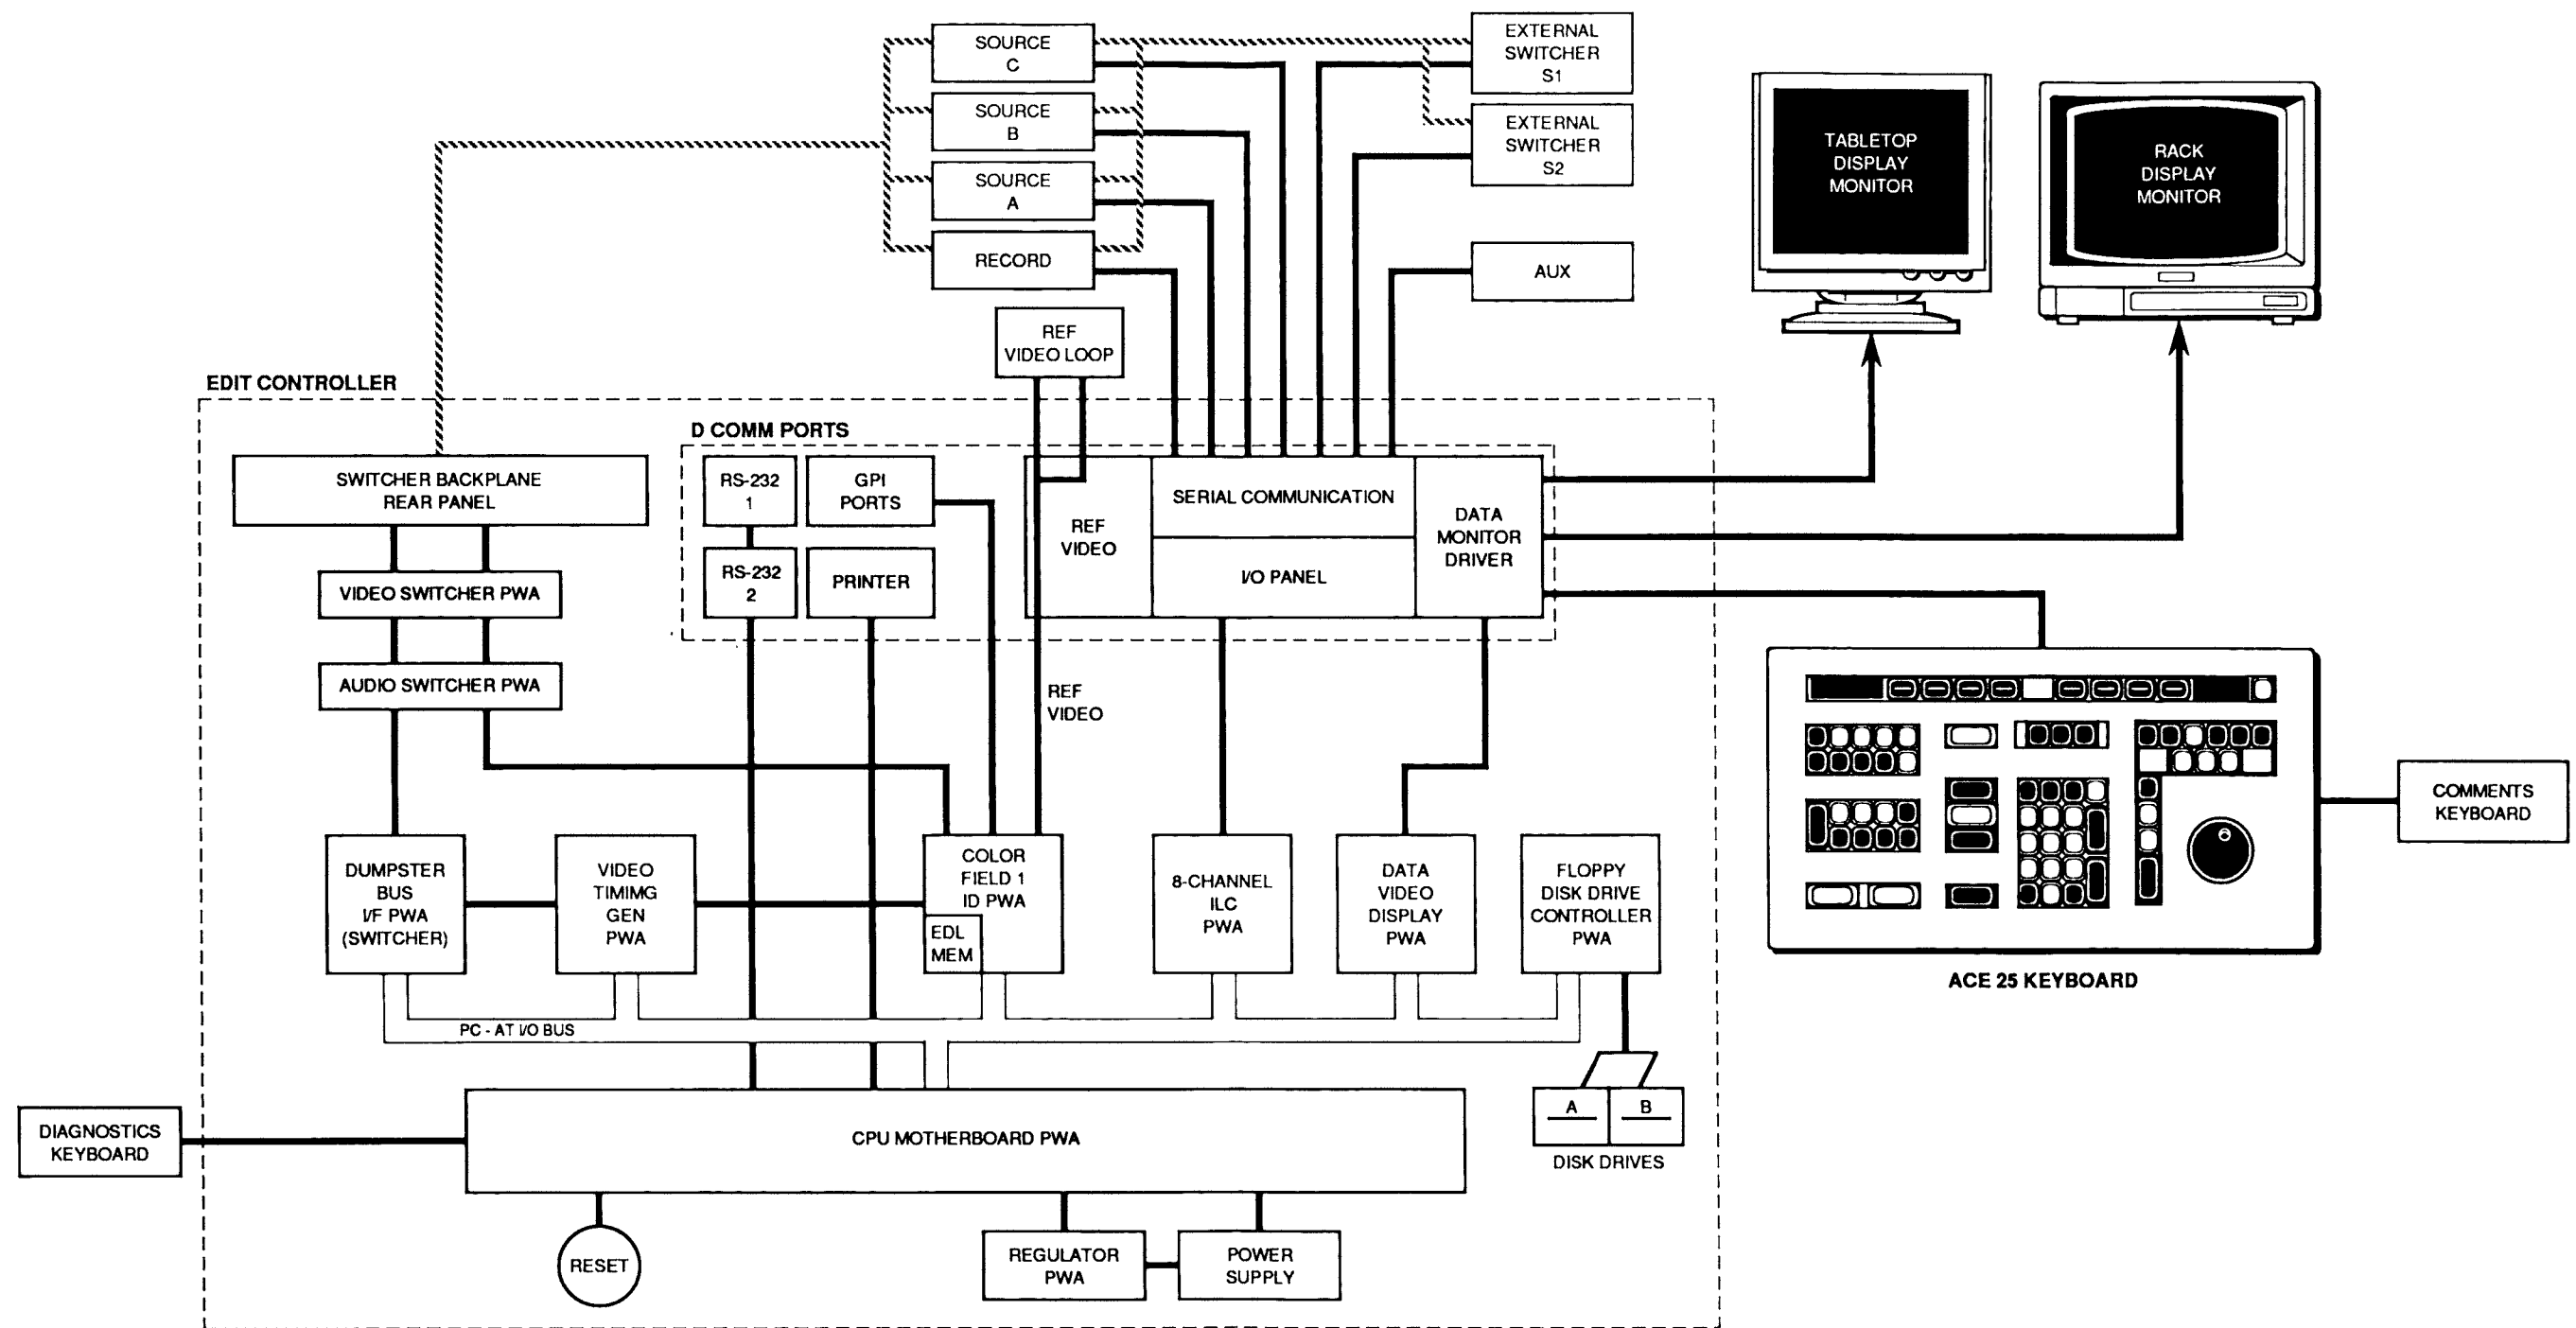 SOURCE
C
SOURCE
B
SOURCE
A
RECORD
EXTERNAL
SWITCHER
S1
EXTERNAL
SWITCHER
S2
AUX
TABLETOP
DISPLAY
MONITOR
RACK
DISPLAY
MONITOR
REF
VIDEO LOOP
EDIT CONTROLLER
D COMM PORTS
SWITCHER BACKPLANE
REAR PANEL
RS-232
1
GPI
PORTS
RS-232
2
PRINTER
REF
VIDEO
SERIAL COMMUNICATION
I/O PANEL
DATA
MONITOR
DRIVER
VIDEO SWITCHER PWA
AUDIO SWITCHER PWA
REF
VIDEO
DUMPSTER
BUS
I/F PWA
(SWITCHER)
VIDEO
TIMIMG
GEN
PWA
COLOR
FIELD 1
ID PWA
EDL
MEM
8-CHANNEL
ILC
PWA
DATA
VIDEO
DISPLAY
PWA
FLOPPY
DISK DRIVE
CONTROLLER
PWA
COMMENTS
KEYBOARD
ACE 25 KEYBOARD
PC - AT I/O BUS
A
B
DISK DRIVES
DIAGNOSTICS
KEYBOARD
CPU MOTHERBOARD PWA
RESET
REGULATOR
PWA
POWER
SUPPLY